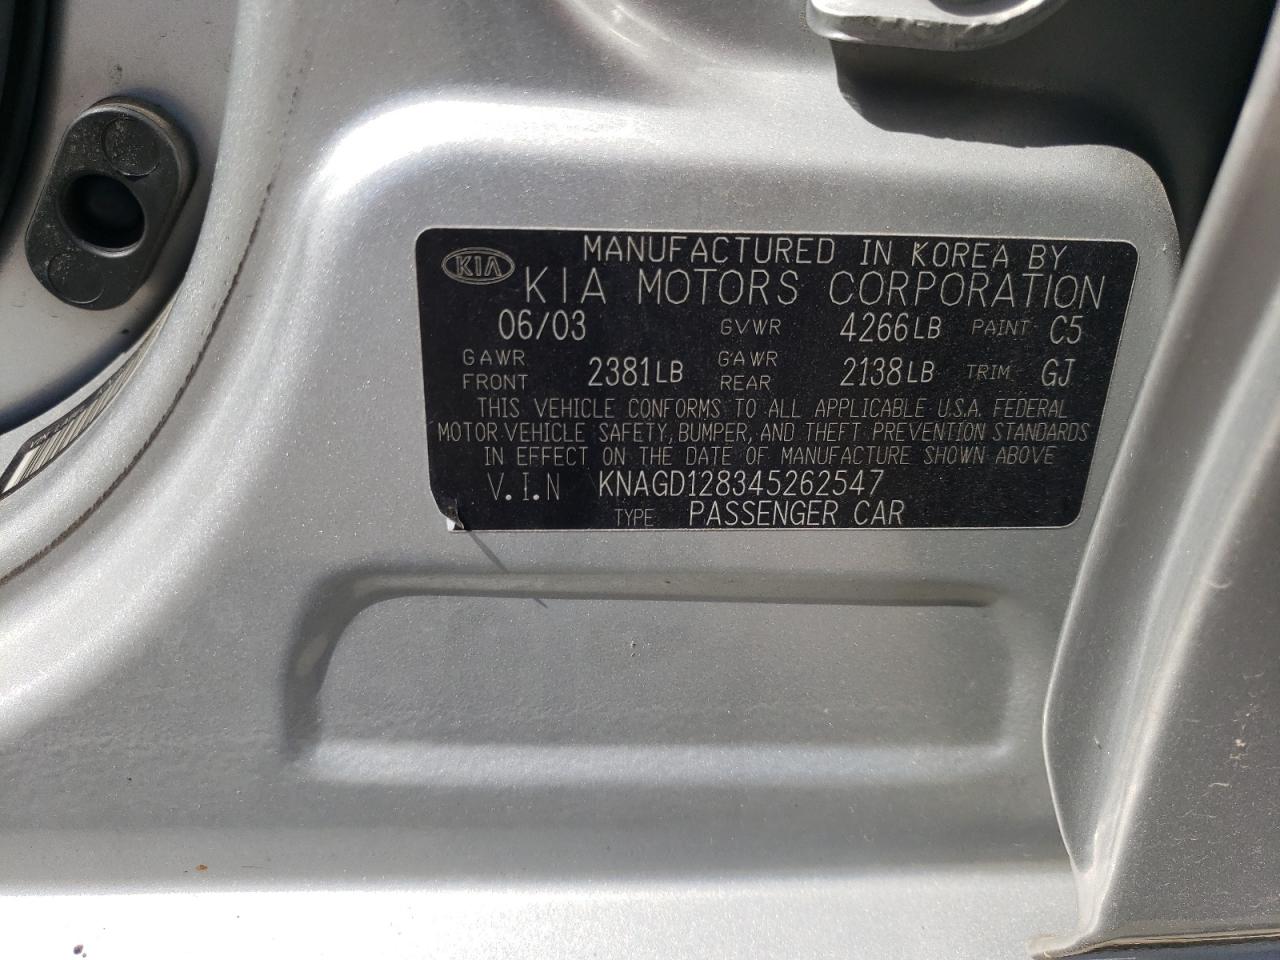 MANUFACTURED IN KOREA BY
KIA KIA MOTORS CORPORATION
06/03 GVWR 4266LB PAINT C5
GAWR FRONT 2381LB GAWR REAR 2138LB TRIM GJ
THIS VEHICLE CONFORMS TO ALL APPLICABLE U.S.A. FEDERAL
MOTOR VEHICLE SAFETY, BUMPER, AND THEFT PREVENTION STANDARDS
IN EFFECT ON THE DATE OF MANUFACTURE SHOWN ABOVE
V.I.N KNAGD128345262547
TYPE PASSENGER CAR